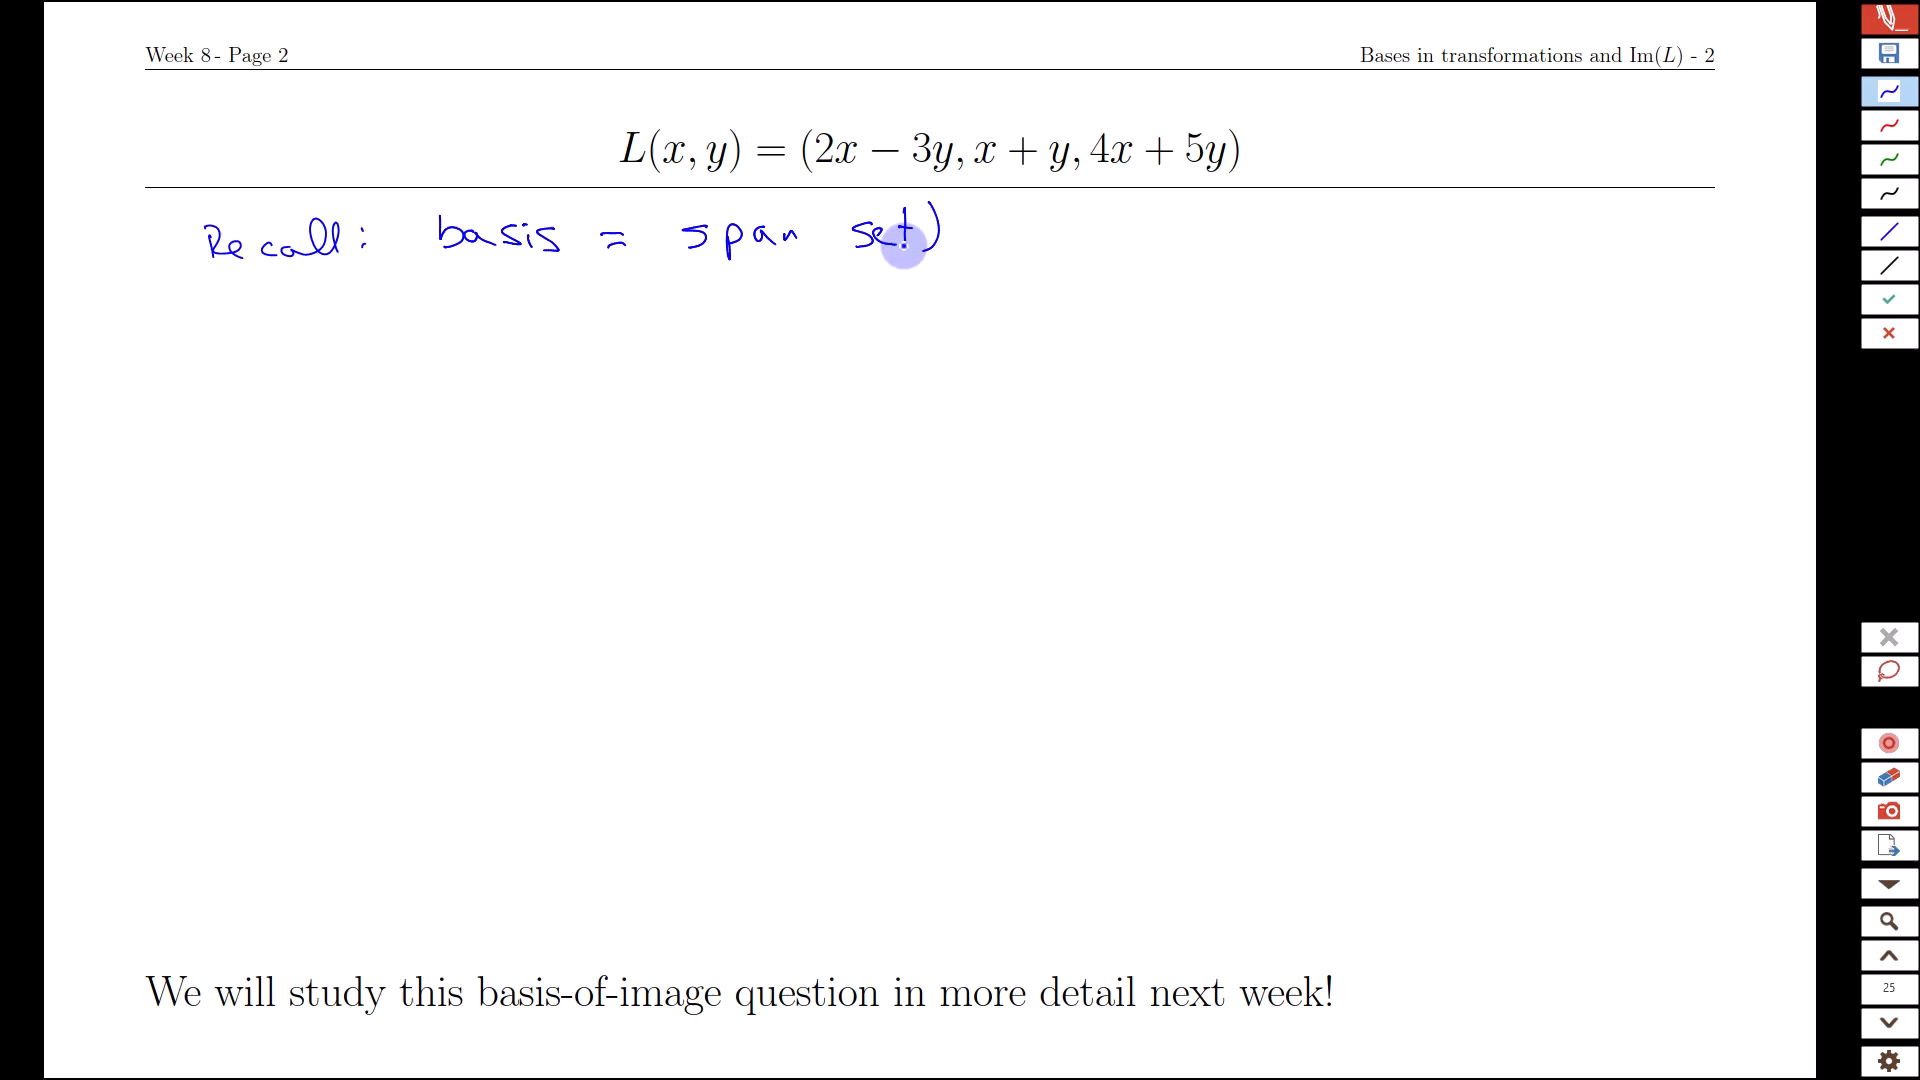 Week 8 - Page 2
Bases in transformations and Im(L) - 2
L(x, y) = (2x − 3y, x + y, 4x + 5y)
Recall: basis = span set)
We will study this basis-of-image question in more detail next week!
25